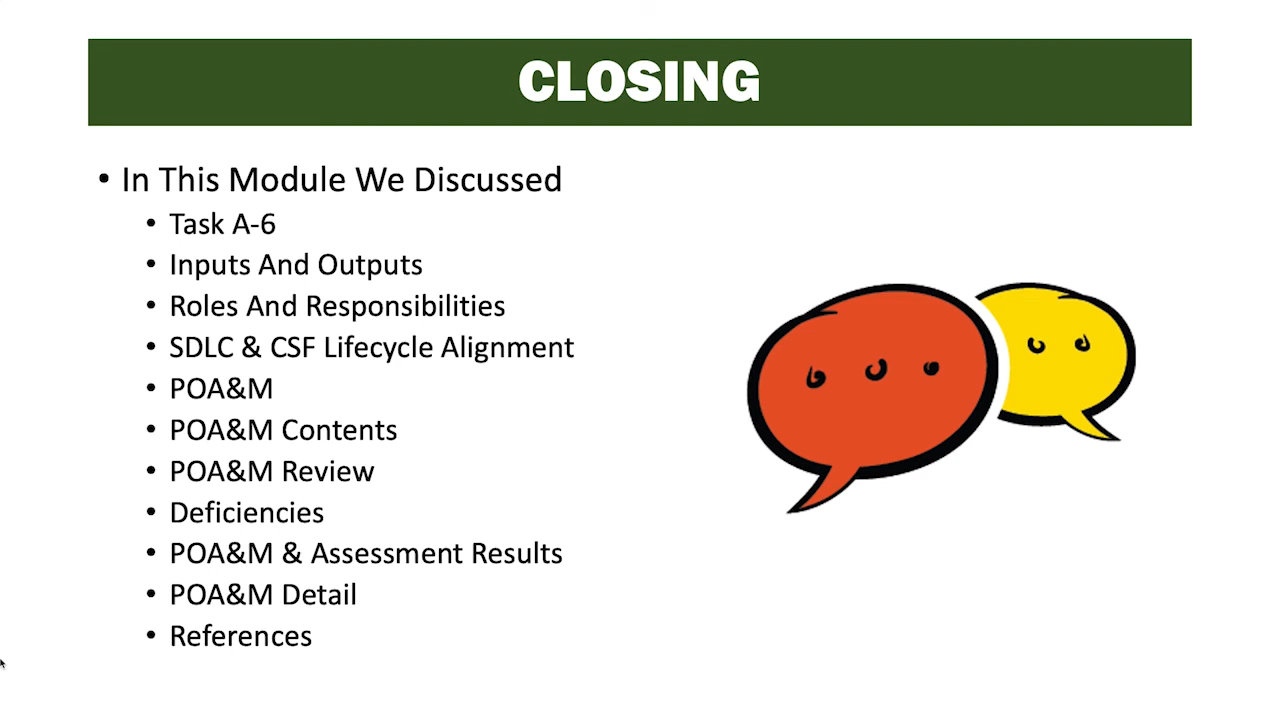 CLOSING
• In This Module We Discussed
• Task A-6
• Inputs And Outputs
• Roles And Responsibilities
• SDLC & CSF Lifecycle Alignment
• POA&M
• POA&M Contents
• POA&M Review
• Deficiencies
• POA&M & Assessment Results
• POA&M Detail
• References